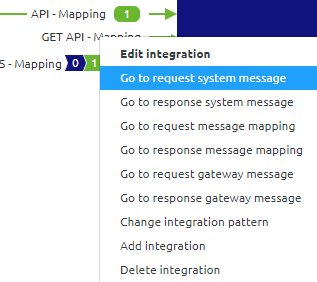 API - Mapping 1
GET API - Mapping
S - Mapping 0 1
Edit integration
Go to request system message
Go to response system message
Go to request message mapping
Go to response message mapping
Go to request gateway message
Go to response gateway message
Change integration pattern
Add integration
Delete integration